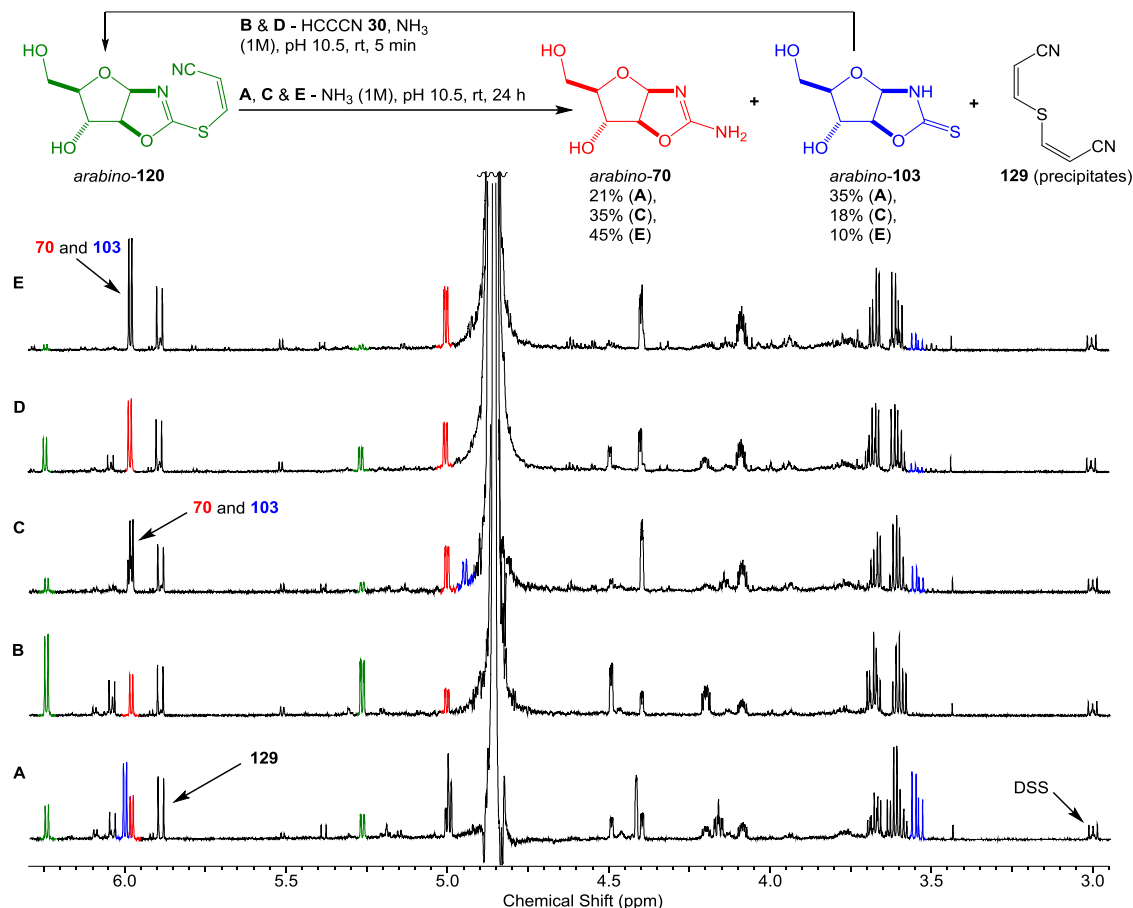 B & D - HCCCN 30, NH3
(1M), pH 10.5, rt, 5 min
A, C & E - NH3 (1M), pH 10.5, rt, 24 h
HO
O
NC
N
O
S
HO
arabino-120
HO
O
N
O
NH2
HO
arabino-70
21% (A),
35% (C),
45% (E)
+
HO
O
NH
O
S
HO
arabino-103
35% (A),
18% (C),
10% (E)
+
CN
S
CN
129 (precipitates)
70 and 103
E
D
70 and 103
C
B
129
A
DSS
6.0 5.5 5.0 4.5 4.0 3.5 3.0
Chemical Shift (ppm)